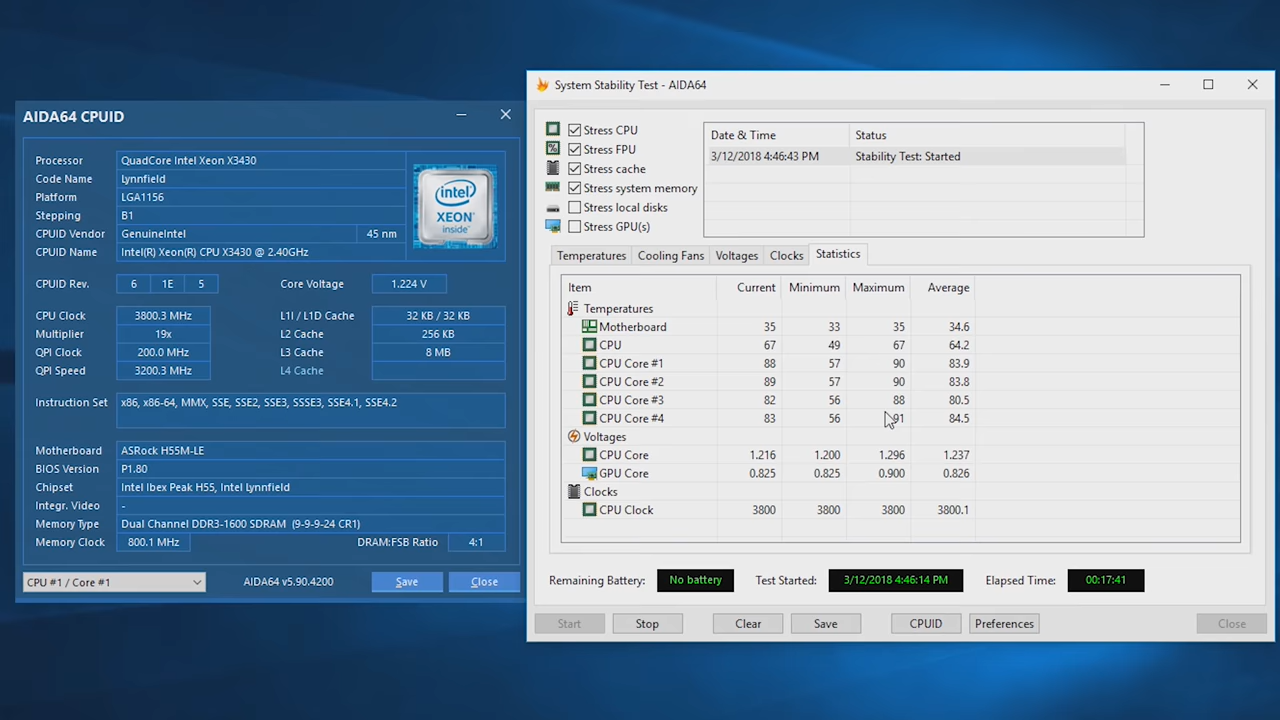 AIDA64 CPUID
Processor QuadCore Intel Xeon X3430
Code Name Lynnfield
Platform LGA1156
Stepping B1
CPUID Vendor GenuineIntel 45 nm
CPUID Name Intel(R) Xeon(R) CPU X3430 @ 2.40GHz
intel
XEON
inside™
CPUID Rev. 6 1E 5 Core Voltage 1.224 V
CPU Clock 3800.3 MHz L1I / L1D Cache 32 KB / 32 KB
Multiplier 19x L2 Cache 256 KB
QPI Clock 200.0 MHz L3 Cache 8 MB
QPI Speed 3200.3 MHz L4 Cache
Instruction Set x86, x86-64, MMX, SSE, SSE2, SSE3, SSSE3, SSE4.1, SSE4.2
Motherboard ASRock H55M-LE
BIOS Version P1.80
Chipset Intel Ibex Peak H55, Intel Lynnfield
Integr. Video -
Memory Type Dual Channel DDR3-1600 SDRAM (9-9-9-24 CR1)
Memory Clock 800.1 MHz DRAM:FSB Ratio 4:1
CPU #1 / Core #1 AIDA64 v5.90.4200 Save Close
System Stability Test - AIDA64
Stress CPU
Stress FPU
Stress cache
Stress system memory
Stress local disks
Stress GPU(s)
Date & Time Status
3/12/2018 4:46:43 PM Stability Test: Started
Temperatures Cooling Fans Voltages Clocks Statistics
Item Current Minimum Maximum Average
Temperatures
Motherboard 35 33 35 34.6
CPU 67 49 67 64.2
CPU Core #1 88 57 90 83.9
CPU Core #2 89 57 90 83.8
CPU Core #3 82 56 88 80.5
CPU Core #4 83 56 91 84.5
Voltages
CPU Core 1.216 1.200 1.296 1.237
GPU Core 0.825 0.825 0.900 0.826
Clocks
CPU Clock 3800 3800 3800 3800.1
Remaining Battery: No battery Test Started: 3/12/2018 4:46:14 PM Elapsed Time: 00:17:41
Start Stop Clear Save CPUID Preferences Close